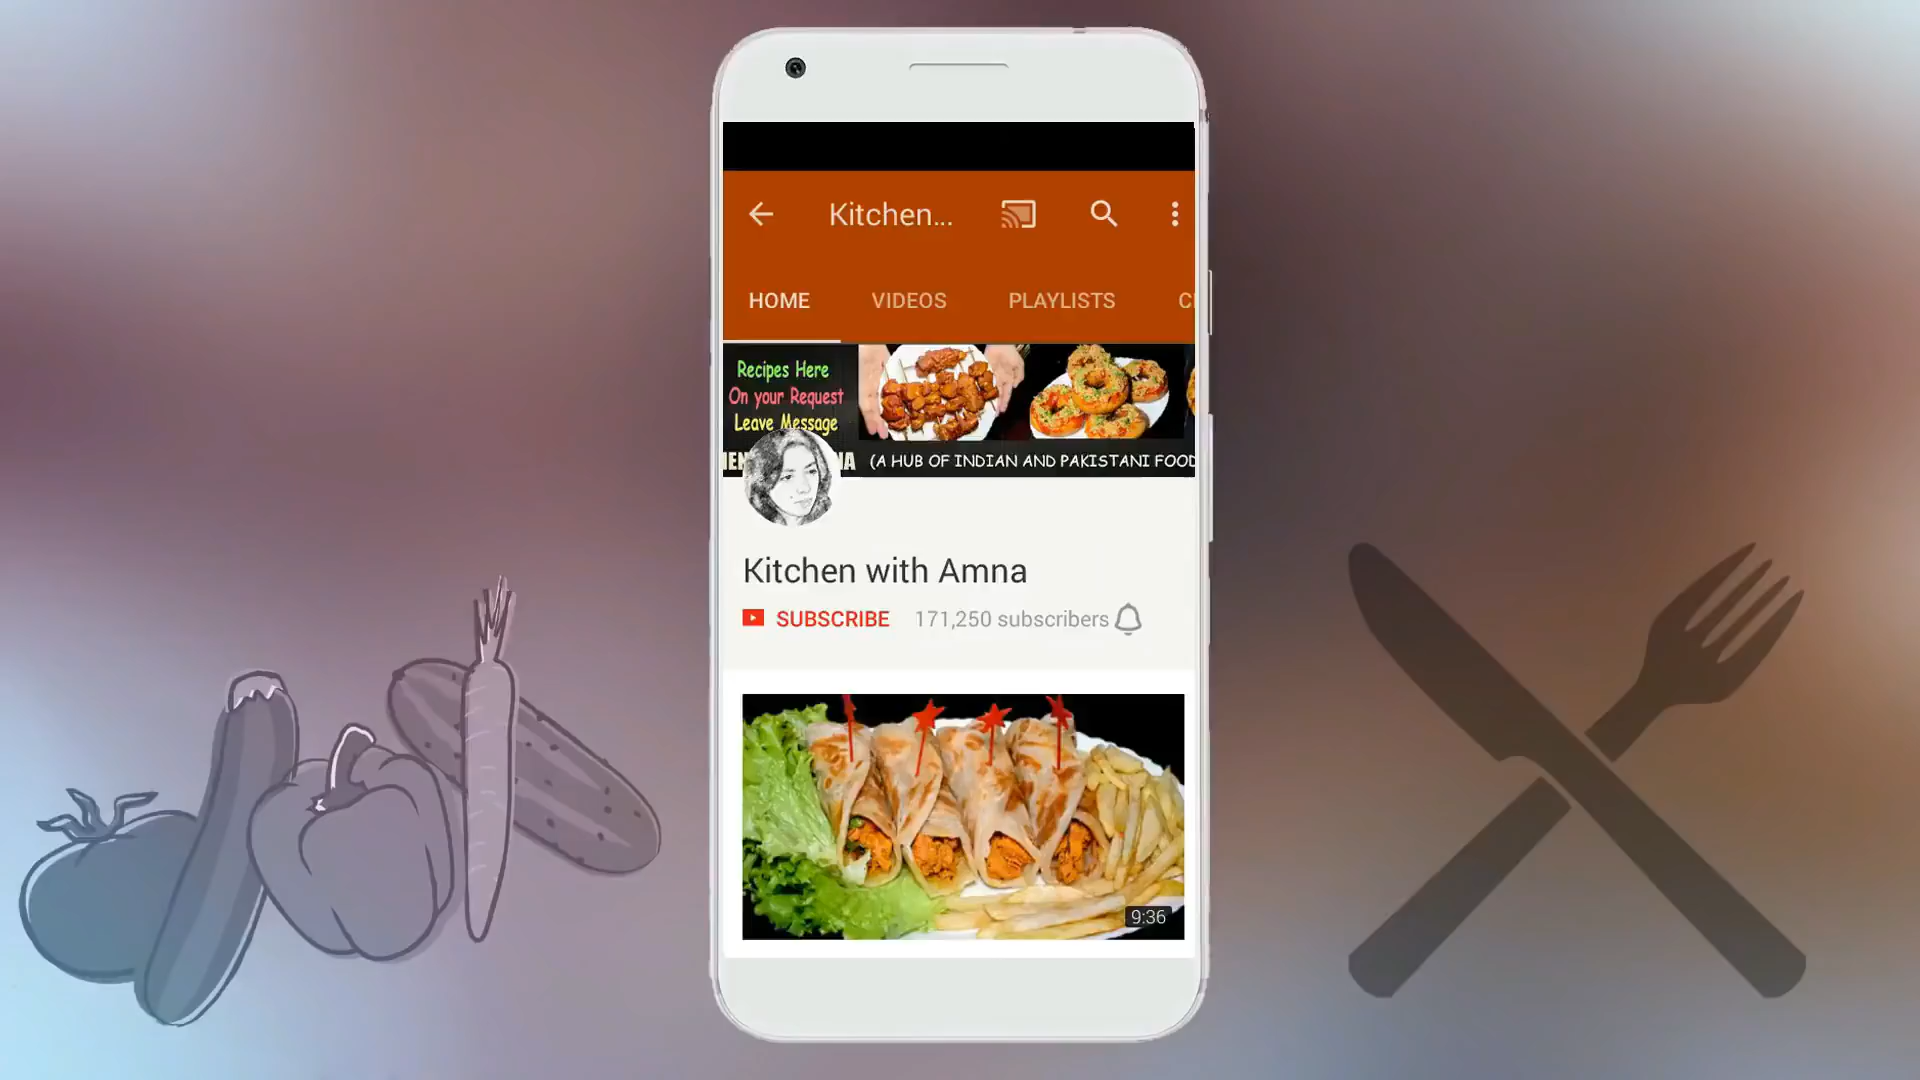 Kitchen...
HOME VIDEOS PLAYLISTS
Recipes Here
On your Request
Leave Message
(A HUB OF INDIAN AND PAKISTANI FOOD
Kitchen with Amna
SUBSCRIBE 171,250 subscribers
9:36